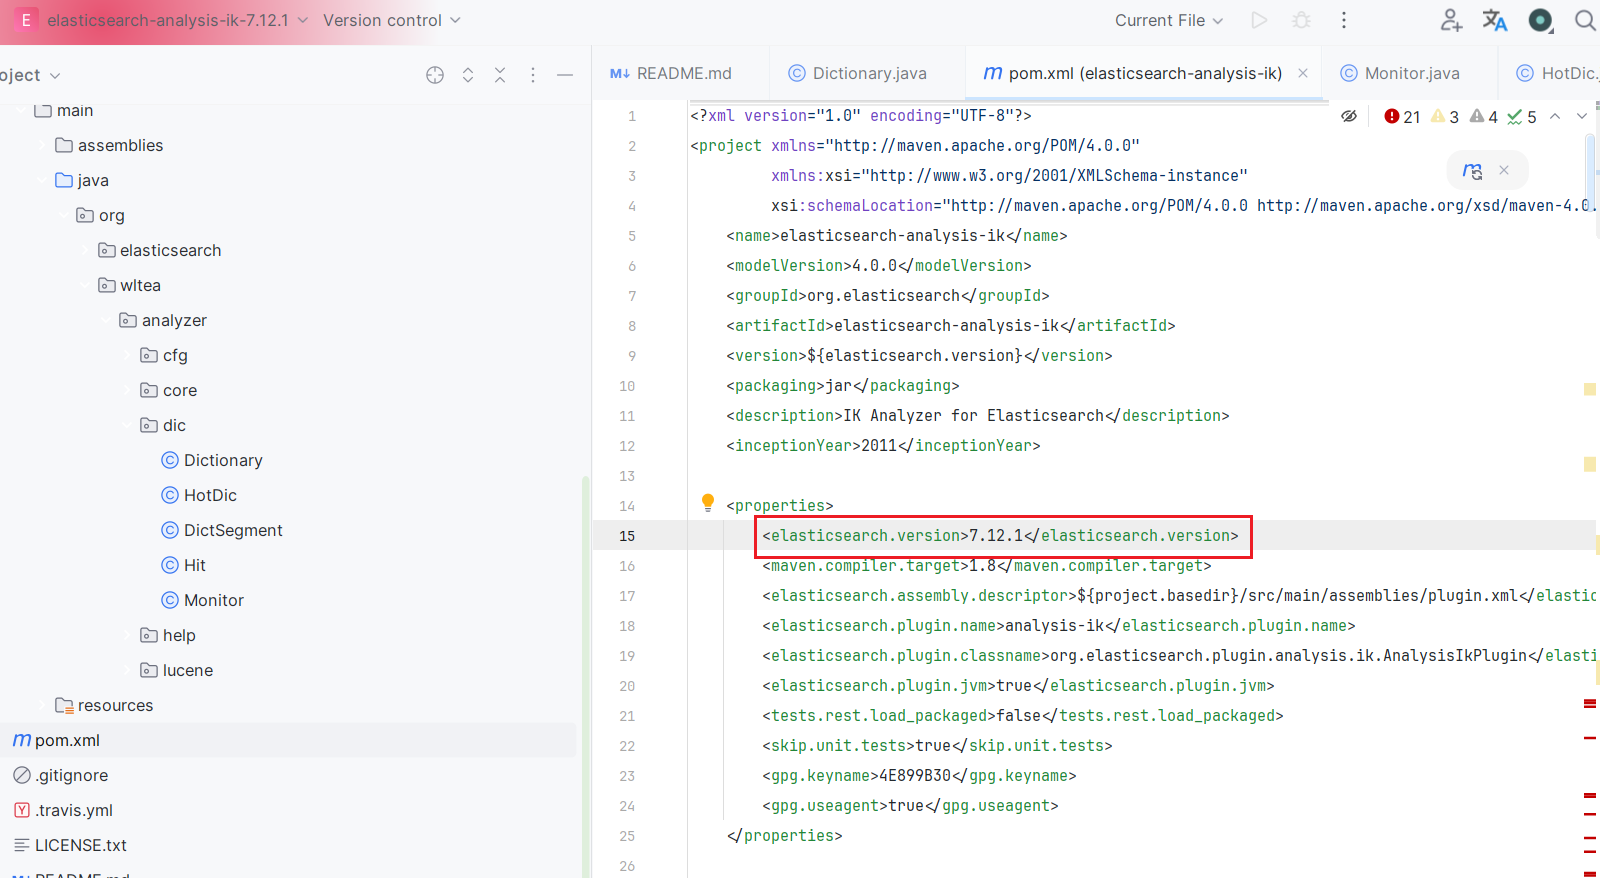 E elasticsearch-analysis-ik-7.12.1 Version control Current File
oject
README.md Dictionary.java pom.xml (elasticsearch-analysis-ik) Monitor.java HotDic.
main
assemblies
java
org
elasticsearch
wltea
analyzer
cfg
core
dic
Dictionary
HotDic
DictSegment
Hit
Monitor
help
lucene
resources
pom.xml
.gitignore
.travis.yml
LICENSE.txt
README.md
21 3 4 5
1 <?xml version="1.0" encoding="UTF-8"?>
2 <project xmlns="http://maven.apache.org/POM/4.0.0"
3 xmlns:xsi="http://www.w3.org/2001/XMLSchema-instance"
4 xsi:schemaLocation="http://maven.apache.org/POM/4.0.0 http://maven.apache.org/xsd/maven-4.0.
5 <name>elasticsearch-analysis-ik</name>
6 <modelVersion>4.0.0</modelVersion>
7 <groupId>org.elasticsearch</groupId>
8 <artifactId>elasticsearch-analysis-ik</artifactId>
9 <version>${elasticsearch.version}</version>
10 <packaging>jar</packaging>
11 <description>IK Analyzer for Elasticsearch</description>
12 <inceptionYear>2011</inceptionYear>
13
14 <properties>
15 <elasticsearch.version>7.12.1</elasticsearch.version>
16 <maven.compiler.target>1.8</maven.compiler.target>
17 <elasticsearch.assembly.descriptor>${project.basedir}/src/main/assemblies/plugin.xml</elastic
18 <elasticsearch.plugin.name>analysis-ik</elasticsearch.plugin.name>
19 <elasticsearch.plugin.classname>org.elasticsearch.plugin.analysis.ik.AnalysisIkPlugin</elasti
20 <elasticsearch.plugin.jvm>true</elasticsearch.plugin.jvm>
21 <tests.rest.load_packaged>false</tests.rest.load_packaged>
22 <skip.unit.tests>true</skip.unit.tests>
23 <gpg.keyname>4E899B30</gpg.keyname>
24 <gpg.useagent>true</gpg.useagent>
25 </properties>
26